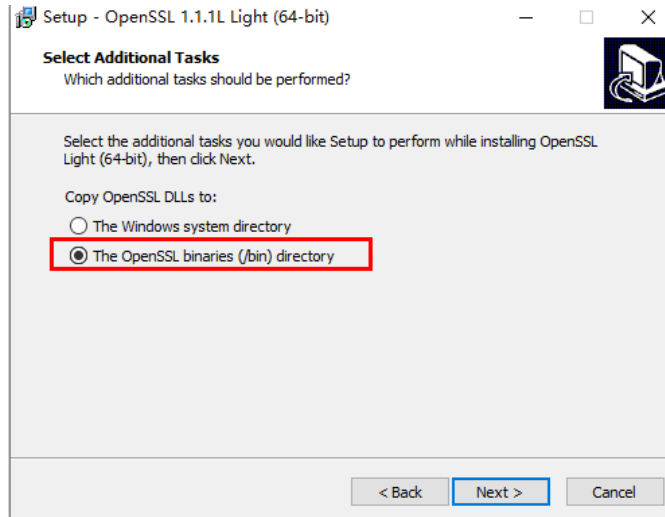 Setup - OpenSSL 1.1.1L Light (64-bit)
Select Additional Tasks
Which additional tasks should be performed?
Select the additional tasks you would like Setup to perform while installing OpenSSL
Light (64-bit), then click Next.
Copy OpenSSL DLLs to:
The Windows system directory
The OpenSSL binaries (/bin) directory
< Back Next > Cancel